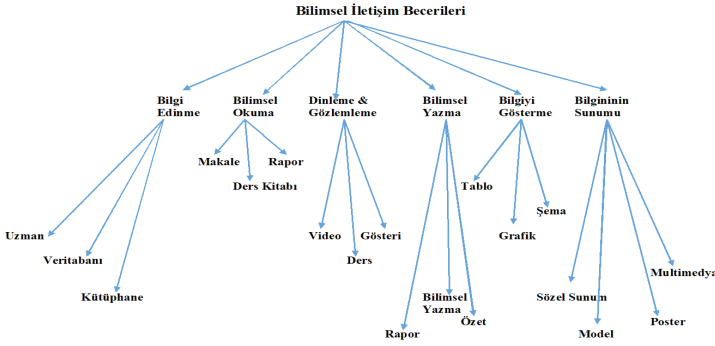 Bilimsel İletişim Becerileri
Bilgi
Edinme
Bilimsel
Okuma
Dinleme &
Gözlemleme
Bilimsel
Yazma
Bilgiyi
Gösterme
Bilgininin
Sunumu
Makale
Rapor
Ders Kitabı
Tablo
Şema
Uzman
Video
Gösteri
Grafik
Veritabanı
Ders
Multimedya
Kütüphane
Bilimsel
Yazma
Sözel Sunum
Rapor
Özet
Model
Poster